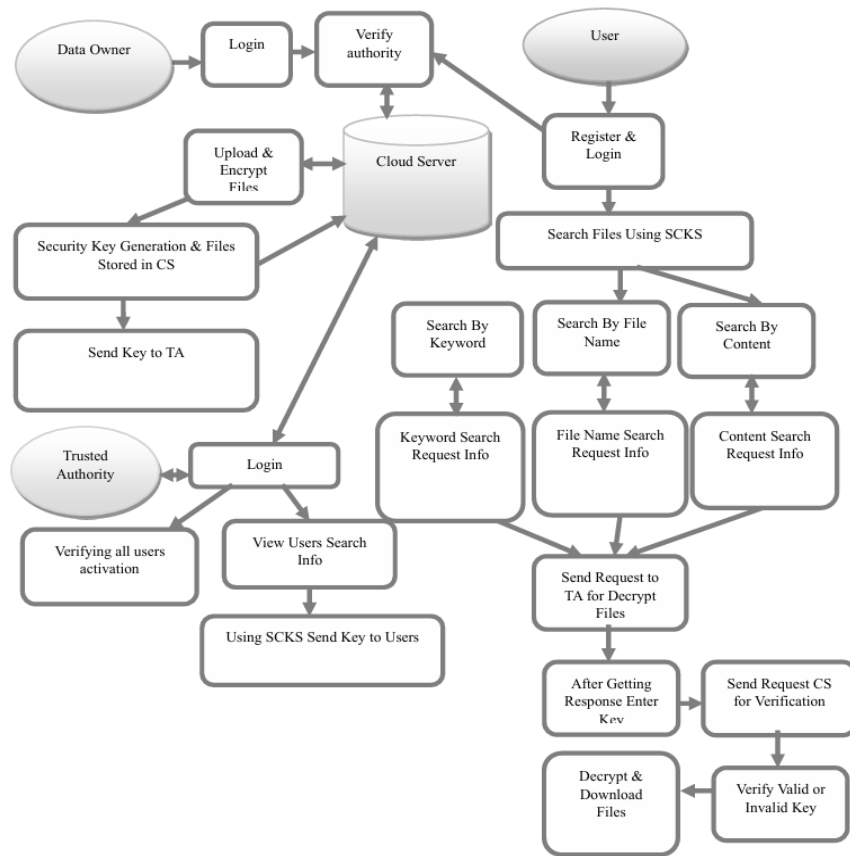 Data Owner
Login
Verify
authority
User
Upload &
Encrypt
Files
Cloud Server
Register &
Login
Security Key Generation & Files
Stored in CS
Search Files Using SCKS
Send Key to TA
Search By
Keyword
Search By File
Name
Search By
Content
Trusted
Authority
Login
Keyword Search
Request Info
File Name Search
Request Info
Content Search
Request Info
Verifying all users
activation
View Users Search
Info
Send Request to
TA for Decrypt
Files
Using SCKS Send Key to Users
After Getting
Response Enter
Key
Send Request CS
for Verification
Decrypt &
Download
Files
Verify Valid or
Invalid Key